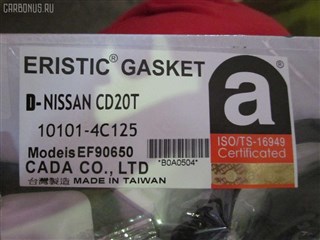 CARBONUS.RU
ERISTIC® GASKET
D-NISSAN CD20T
10101-4C125
Models EF90650
*B0A0504*
CADA CO., LTD
台灣製造 MADE IN TAIWAN
a
ISO/TS-16949
Certificated